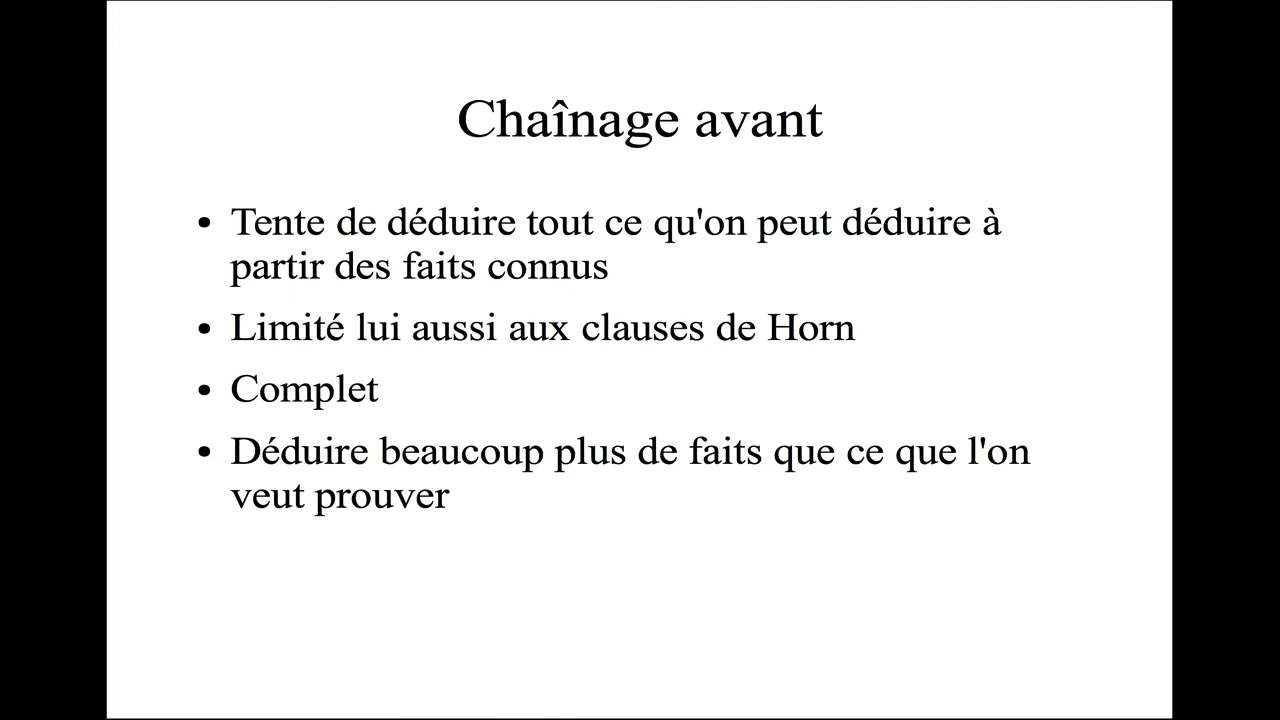 Chaînage avant
• Tente de déduire tout ce qu'on peut déduire à
partir des faits connus
• Limité lui aussi aux clauses de Horn
• Complet
• Déduire beaucoup plus de faits que ce que l'on
veut prouver